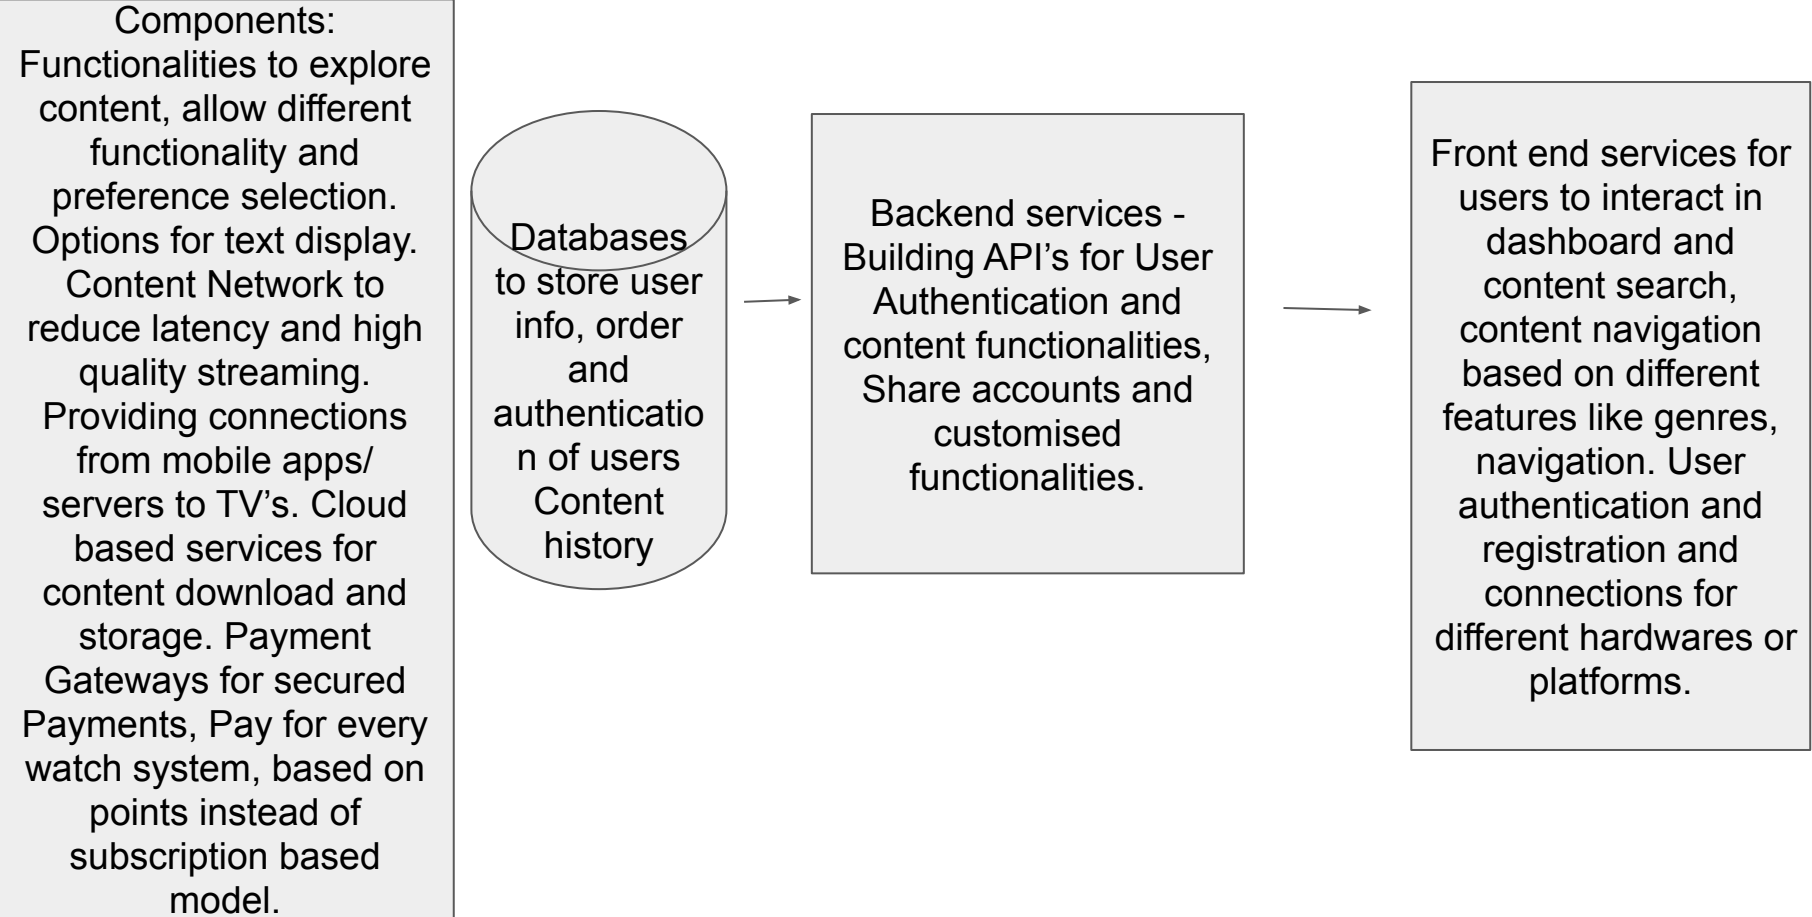 Components:
Functionalities to explore
content, allow different
functionality and
preference selection.
Options for text display.
Content Network to
reduce latency and high
quality streaming.
Providing connections
from mobile apps/
servers to TV’s. Cloud
based services for
content download and
storage. Payment
Gateways for secured
Payments, Pay for every
watch system, based on
points instead of
subscription based
model.
Databases
to store user
info, order
and
authenticatio
n of users
Content
history
Backend services -
Building API’s for User
Authentication and
content functionalities,
Share accounts and
customised
functionalities.
Front end services for
users to interact in
dashboard and
content search,
content navigation
based on different
features like genres,
navigation. User
authentication and
registration and
connections for
different hardwares or
platforms.